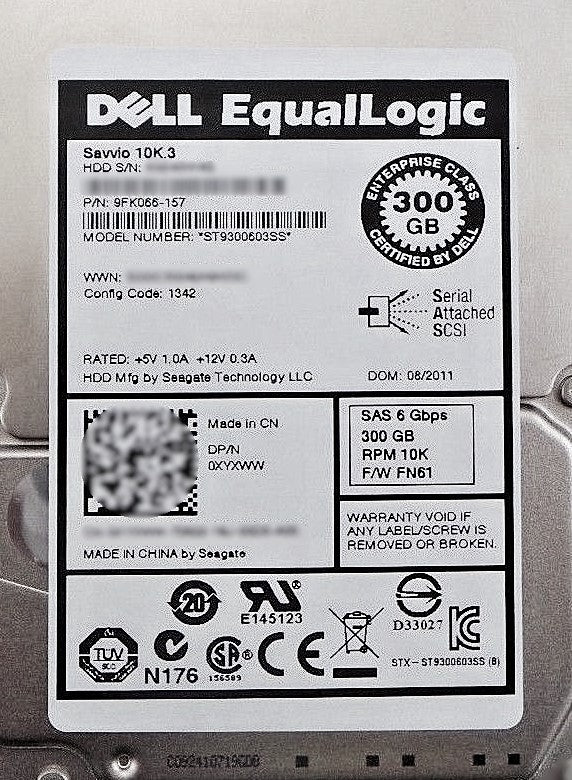 DELL EqualLogic
Savvio 10K.3
HDD S/N:
P/N: 9FK066-157
MODEL NUMBER: *ST9300603SS*
ENTERPRISE CLASS
300
GB
CERTIFIED BY DELL
WWN:
Config Code: 1342
Serial
Attached
SCSI
RATED: +5V 1.0A +12V 0.3A
HDD Mfg by Seagate Technology LLC
DOM: 08/2011
Made in CN
DP/N
0XYXWW
MADE IN CHINA by Seagate
SAS 6 Gbps
300 GB
RPM 10K
F/W FN61
WARRANTY VOID IF
ANY LABEL/SCREW IS
REMOVED OR BROKEN.
20
E145123
D33027
TUV
N176
156589
CE
STX-ST9300603SS (B)